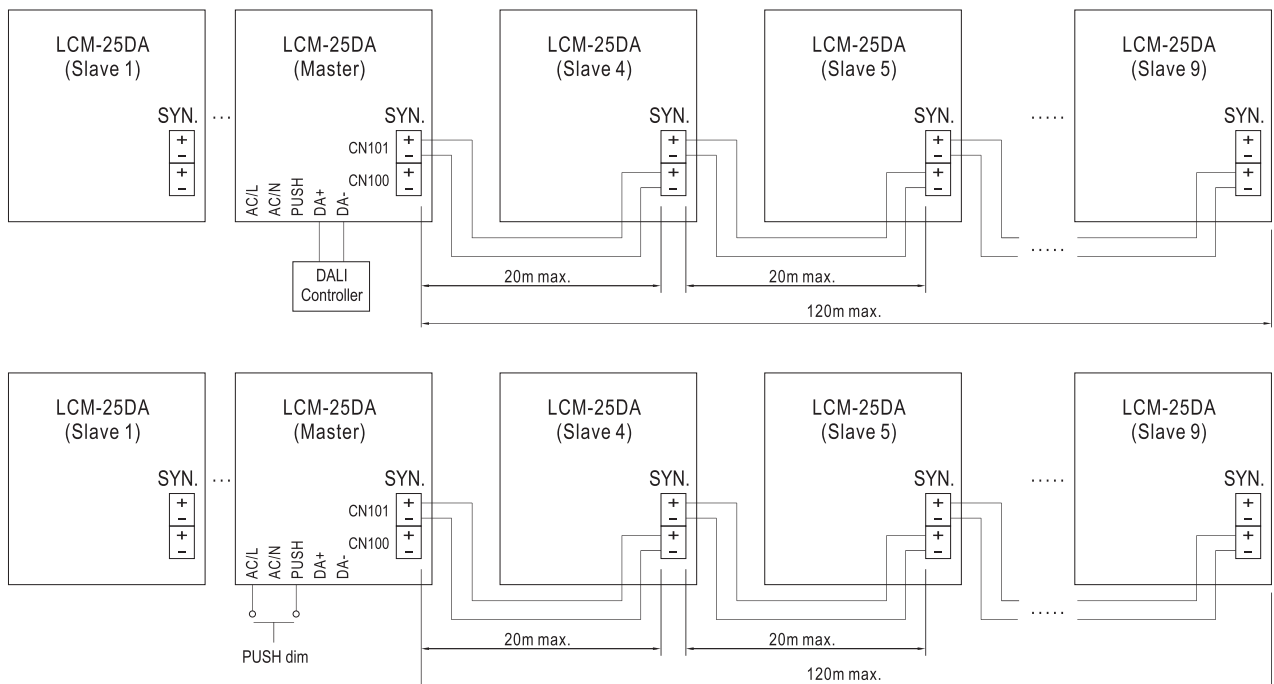 LCM-25DA
(Slave 1)
SYN.
+
−
+
−
...
LCM-25DA
(Master)
SYN.
CN101
+
−
CN100
+
−
AC/L
AC/N
PUSH
DA+
DA-
DALI
Controller
LCM-25DA
(Slave 4)
SYN.
+
−
+
−
LCM-25DA
(Slave 5)
SYN.
+
−
+
−
.....
.....
LCM-25DA
(Slave 9)
SYN.
+
−
+
−
20m max.
20m max.
120m max.
LCM-25DA
(Slave 1)
SYN.
+
−
+
−
...
LCM-25DA
(Master)
SYN.
CN101
+
−
CN100
+
−
AC/L
AC/N
PUSH
DA+
DA-
PUSH dim
LCM-25DA
(Slave 4)
SYN.
+
−
+
−
LCM-25DA
(Slave 5)
SYN.
+
−
+
−
.....
.....
LCM-25DA
(Slave 9)
SYN.
+
−
+
−
20m max.
20m max.
120m max.